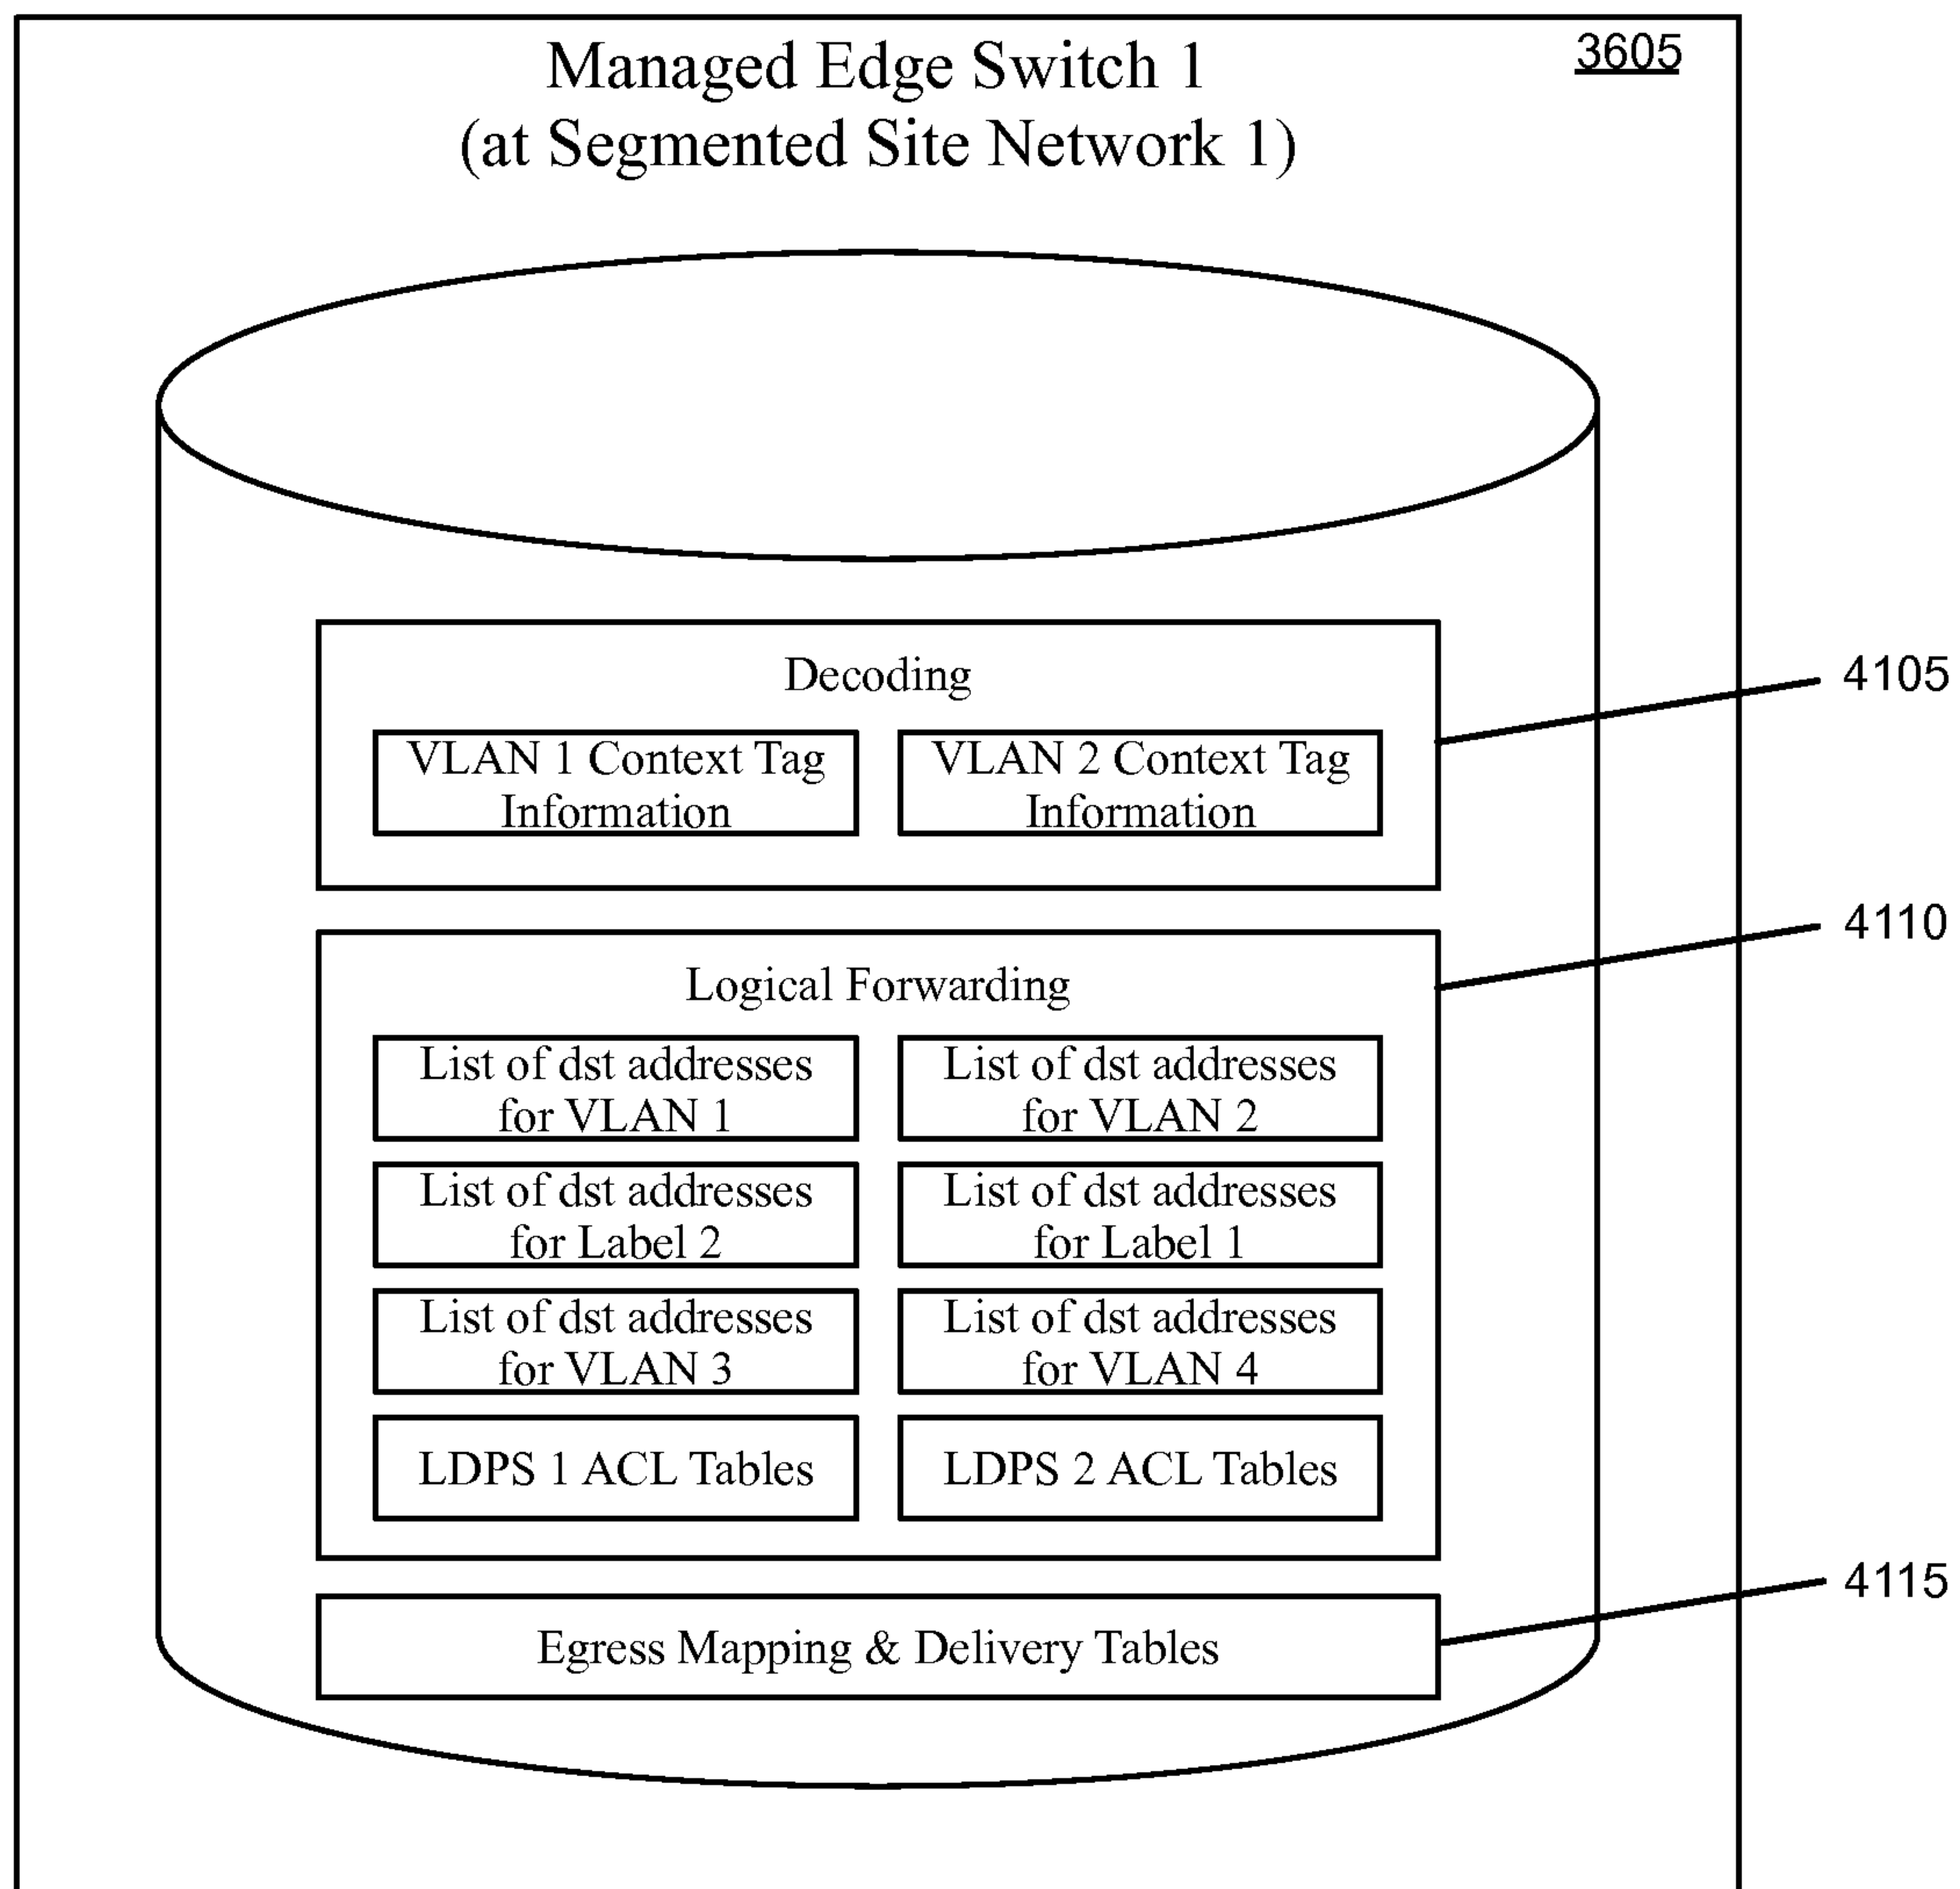 Managed Edge Switch 1
3605
(at Segmented Site Network 1)
Decoding
4105
VLAN 1 Context Tag
Information
VLAN 2 Context Tag
Information
4110
Logical Forwarding
List of dst addresses
for VLAN 1
List of dst addresses
for VLAN 2
List of dst addresses
for Label 2
List of dst addresses
for Label 1
List of dst addresses
for VLAN 3
List of dst addresses
for VLAN 4
LDPS 1 ACL Tables
LDPS 2 ACL Tables
4115
Egress Mapping & Delivery Tables